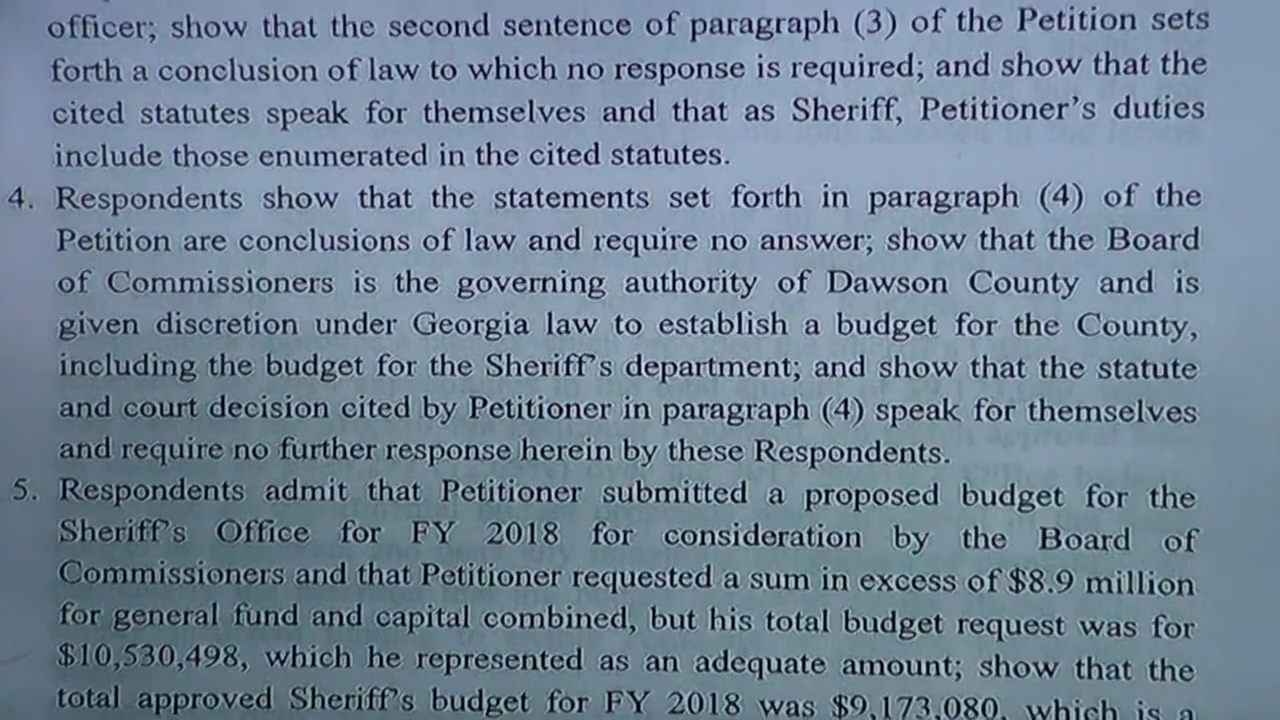 officer; show that the second sentence of paragraph (3) of the Petition sets
forth a conclusion of law to which no response is required; and show that the
cited statutes speak for themselves and that as Sheriff, Petitioner's duties
include those enumerated in the cited statutes.
4. Respondents show that the statements set forth in paragraph (4) of the
Petition are conclusions of law and require no answer; show that the Board
of Commissioners is the governing authority of Dawson County and is
given discretion under Georgia law to establish a budget for the County,
including the budget for the Sheriff's department; and show that the statute
and court decision cited by Petitioner in paragraph (4) speak for themselves
and require no further response herein by these Respondents.
5. Respondents admit that Petitioner submitted a proposed budget for the
Sheriff's Office for FY 2018 for consideration by the Board of
Commissioners and that Petitioner requested a sum in excess of $8.9 million
for general fund and capital combined, but his total budget request was for
$10,530,498, which he represented as an adequate amount; show that the
total approved Sheriff's budget for FY 2018 was $9,173,080, which is a